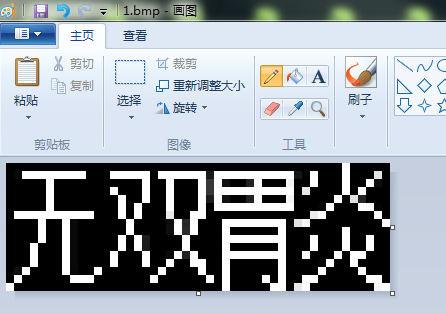 1.bmp - 画图
主页 查看
粘贴 剪切 复制 选择 裁剪 重新调整大小 旋转 A 刷子
剪贴板 图像 工具
无双胃炎